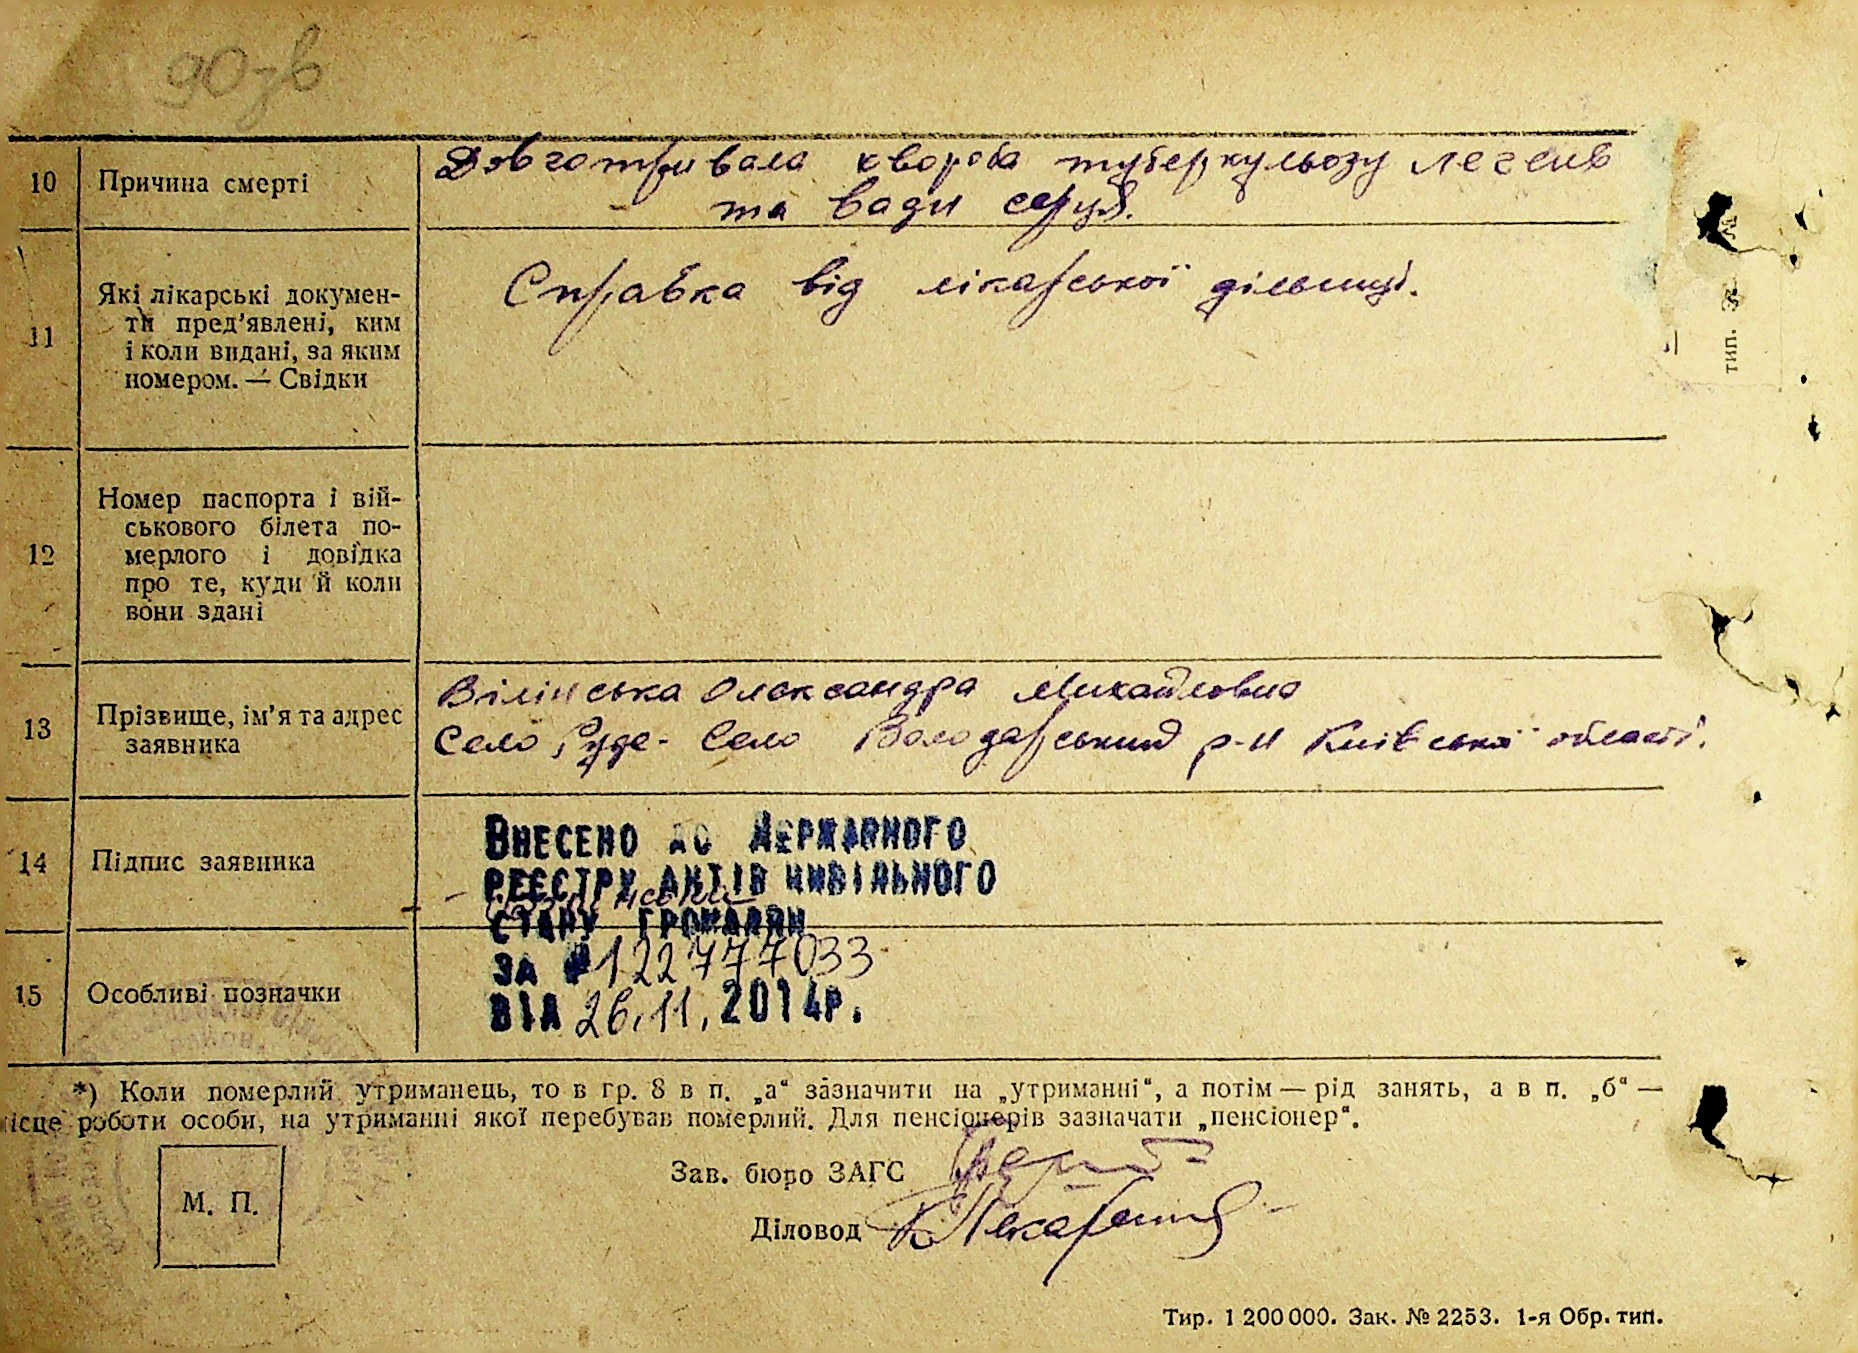 90зв
10 Причина смерті Довготривала хвороба туберкульозу легенів
та вади серця.
11 Які лікарські докумен-
ти пред'явлені, ким
і коли видані, за яким
номером. — Свідки
Справка від лікарської дільниці.
12 Номер паспорта і вій-
ськового білета по-
мерлого і довідка
про те, куди й коли
вони здані
13 Прізвище, ім'я та адрес
заявника
Вілінська Олександра Михайловна
Село Руде-Село Володарський р-н Київської області.
14 Підпис заявника
Внесено до Державного
реєстру актів цивільного
стану громадян
за № 122777033
від 26.11.2014р.
15 Особливі позначки
*) Коли померлий утриманець, то в гр. 8 в п. „а“ зазначити на „утриманні“, а потім — рід занять, а в п. „б“ —
місце роботи особи, на утриманні якої перебував померлий. Для пенсіонерів зазначати „пенсіонер“.
Зав. бюро ЗАГС
М. П.
Діловод
Тир. 1 200 000. Зак. № 2253. 1-я Обр. тип.
тип. З